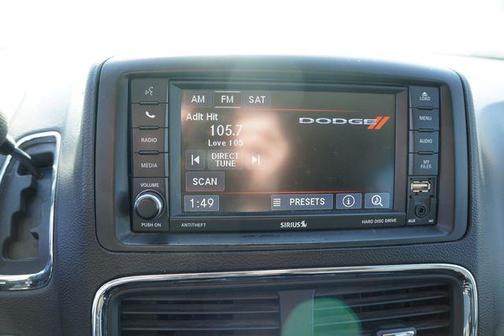 AM FM SAT
Adlt Hit
105.7
Love 105
DIRECT
TUNE
SCAN
1:49
PRESETS
DODGE
LOAD
MENU
AUDIO
MY
FILES
RADIO
MEDIA
VOLUME
PUSH ON
ANTITHEFT
SIRIUS
HARD DISC DRIVE
AUX